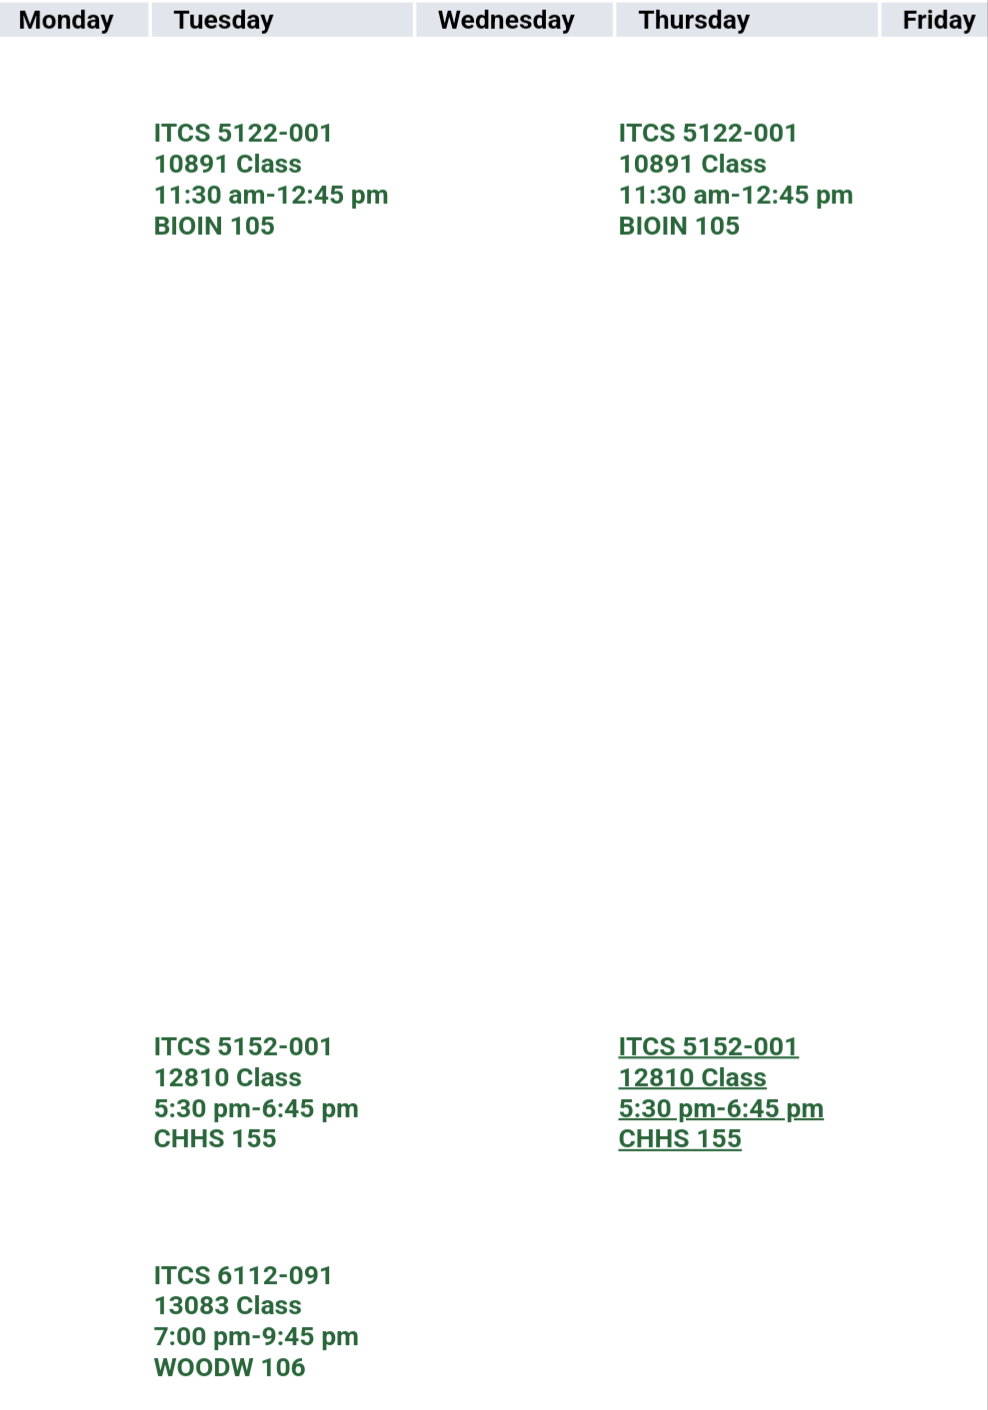 Monday Tuesday Wednesday Thursday Friday
ITCS 5122-001 ITCS 5122-001
10891 Class 10891 Class
11:30 am-12:45 pm 11:30 am-12:45 pm
BIOIN 105 BIOIN 105
ITCS 5152-001 ITCS 5152-001
12810 Class 12810 Class
5:30 pm-6:45 pm 5:30 pm-6:45 pm
CHHS 155 CHHS 155
ITCS 6112-091
13083 Class
7:00 pm-9:45 pm
WOODW 106